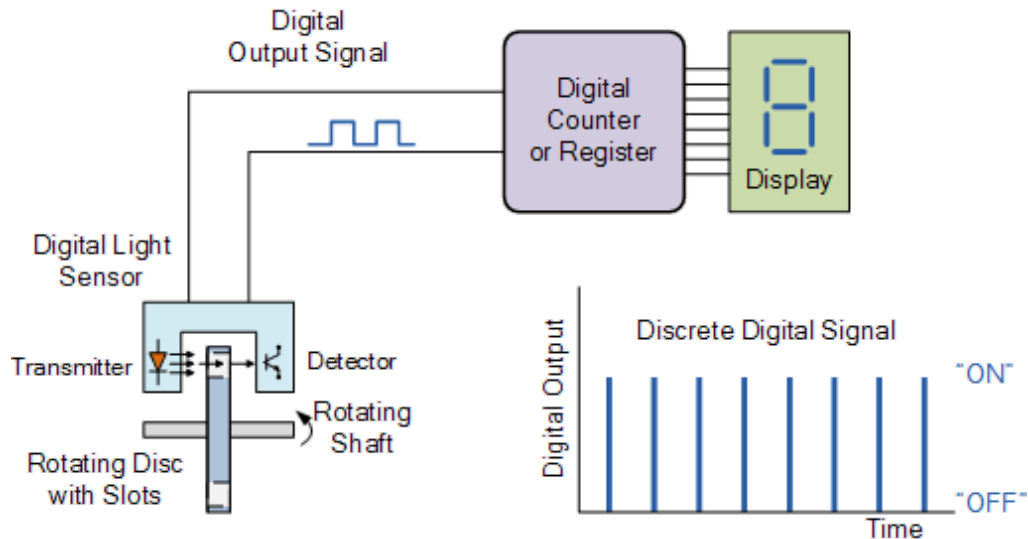 Digital
Output Signal
Digital
Counter
or Register
Display
Digital Light
Sensor
Transmitter
Detector
Rotating
Shaft
Rotating Disc
with Slots
Digital Output
Discrete Digital Signal
"ON"
"OFF"
Time